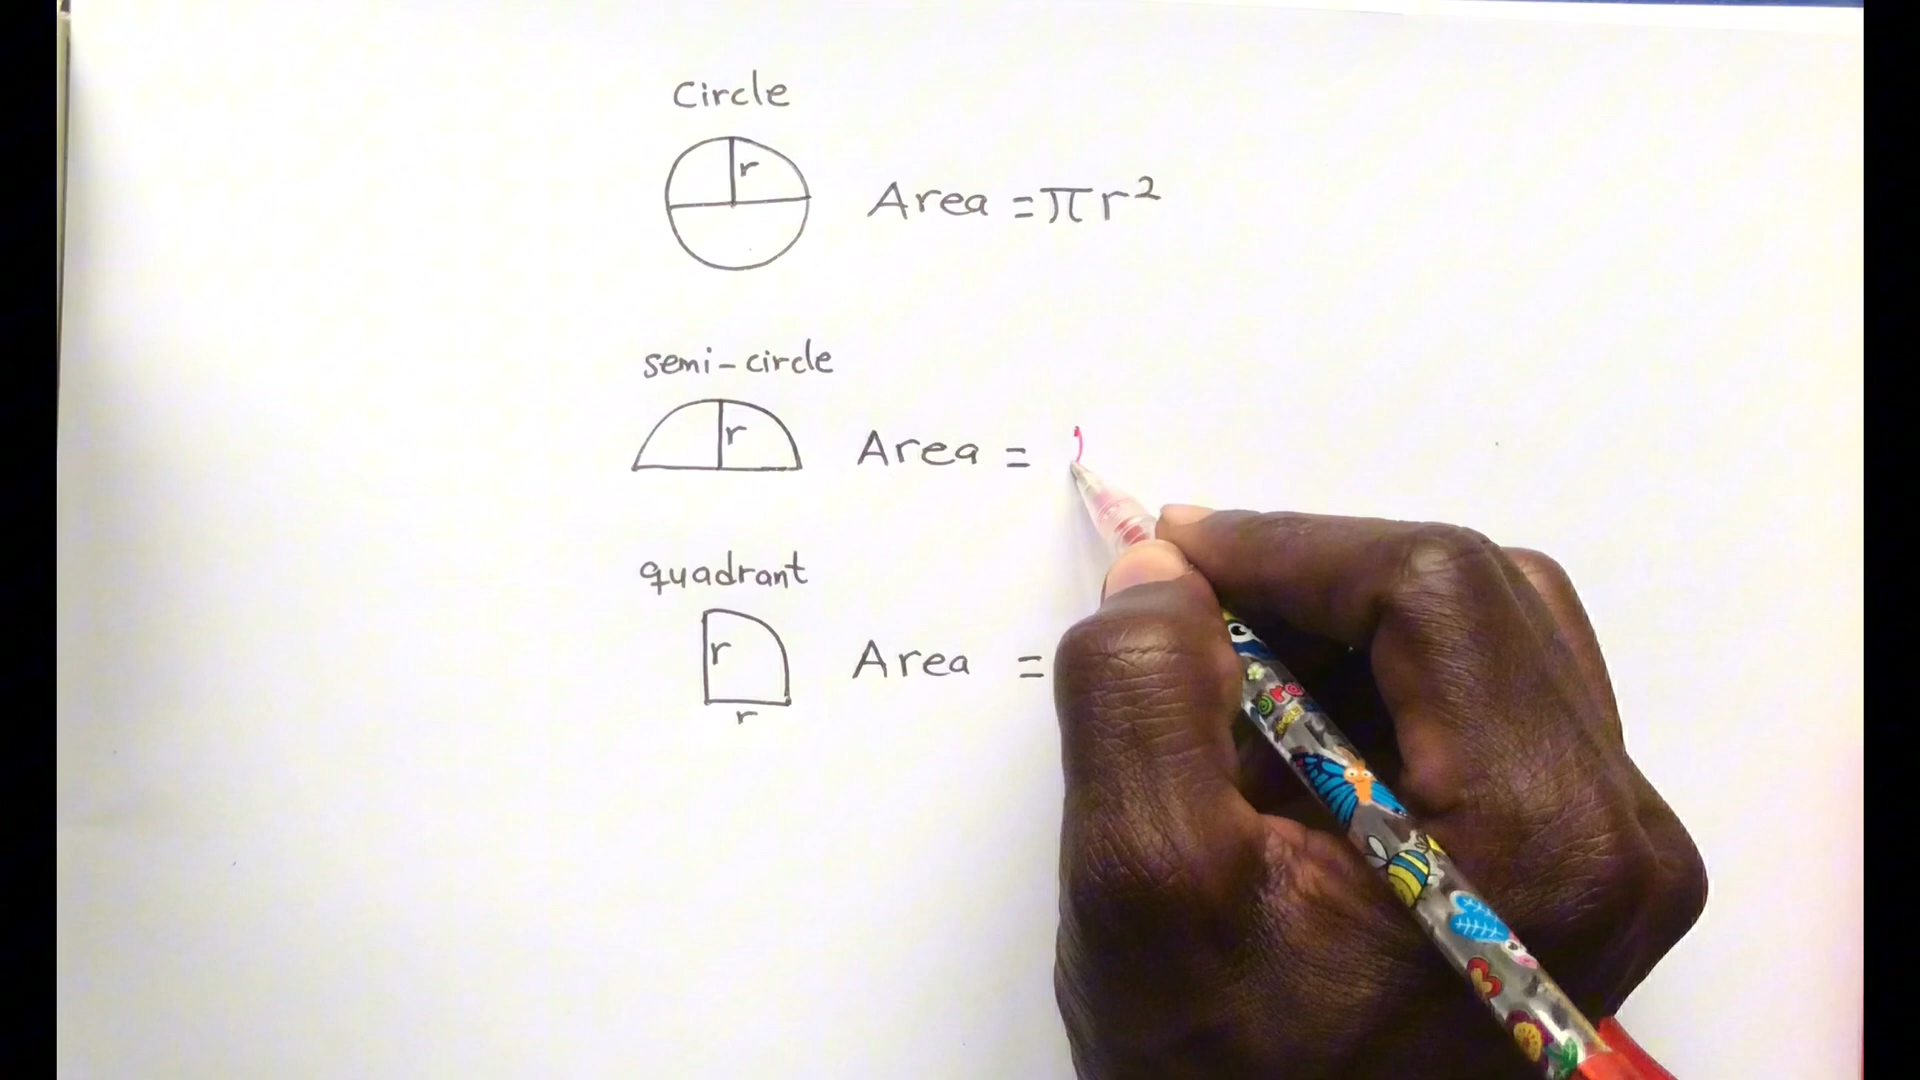 Circle
r
Area = πr²
semi-circle
r
Area =
quadrant
r
Area =
r